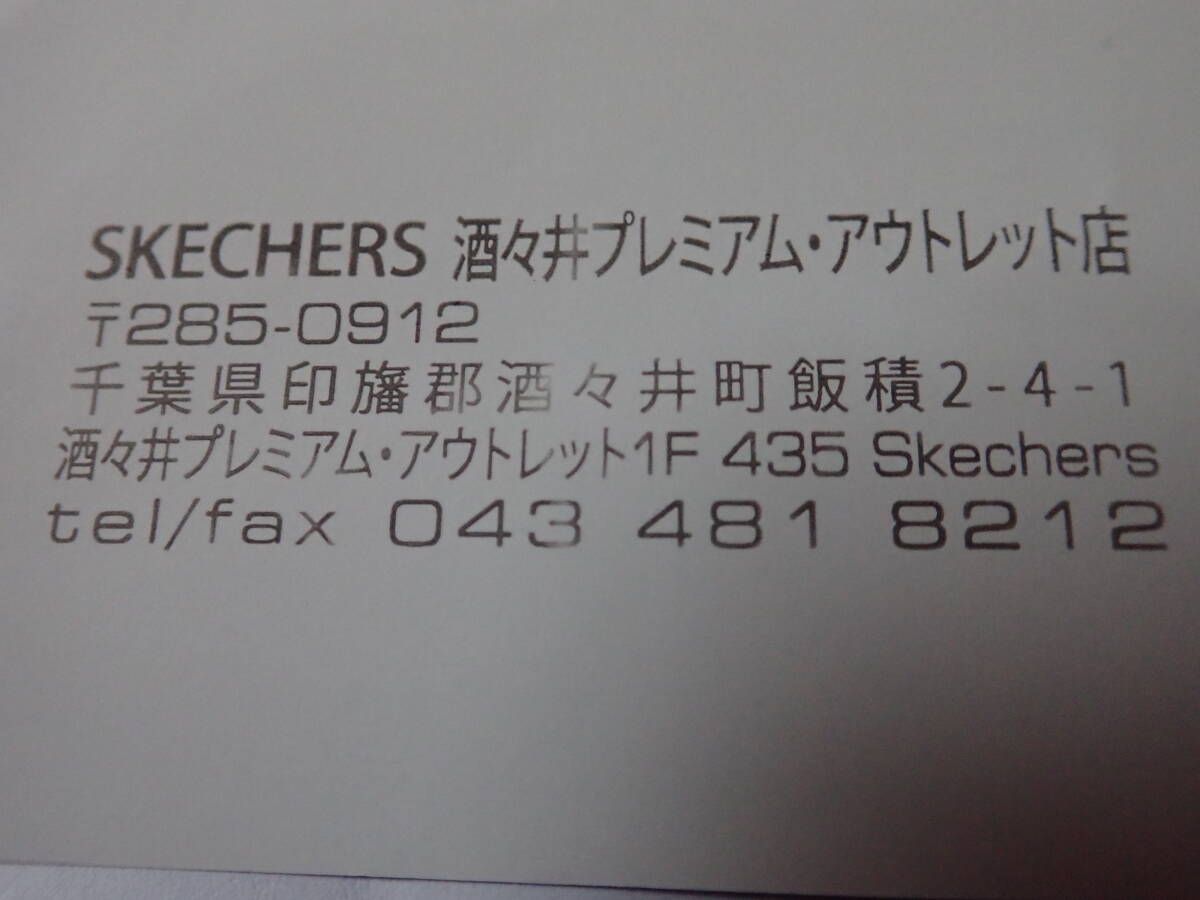 SKECHERS 酒々井プレミアム・アウトレット店
〒285-0912
千葉県印旛郡酒々井町飯積2-4-1
酒々井プレミアム・アウトレット1F 435 Skechers
tel/fax 043 481 8212